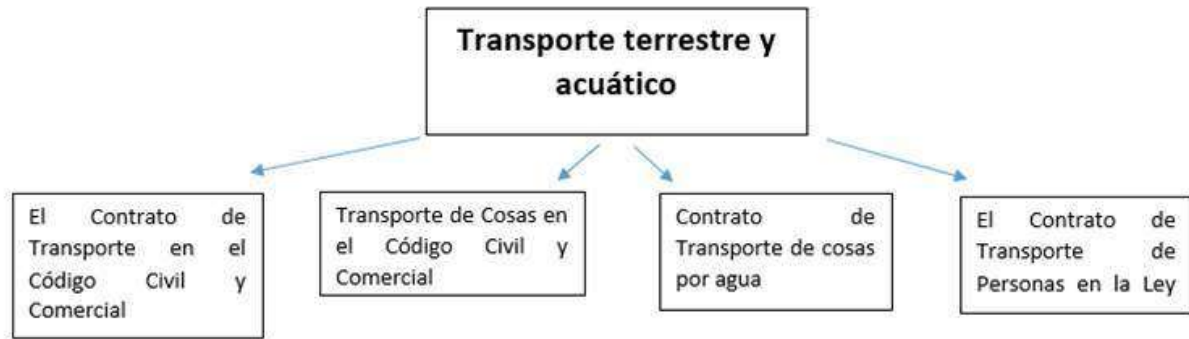 Transporte terrestre y
acuático
El Contrato de
Transporte en el
Código Civil y
Comercial
Transporte de Cosas en
el Código Civil y
Comercial
Contrato de
Transporte de cosas
por agua
El Contrato de
Transporte de
Personas en la Ley